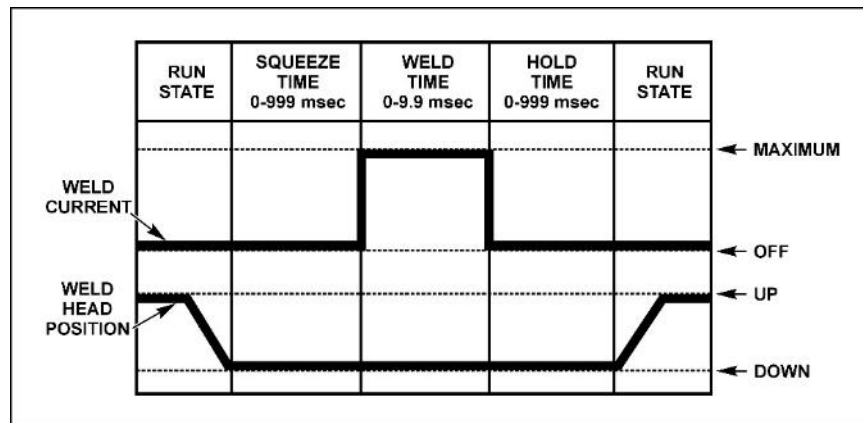 RUN
STATE
SQUEEZE
TIME
0-999 msec
WELD
TIME
0-9.9 msec
HOLD
TIME
0-999 msec
RUN
STATE
MAXIMUM
WELD
CURRENT
OFF
UP
WELD
HEAD
POSITION
DOWN